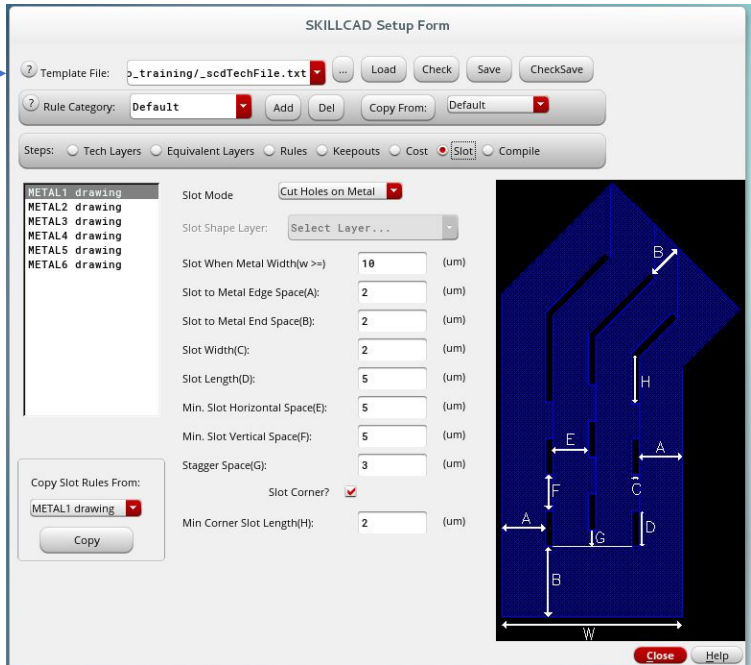 SKILLCAD Setup Form
? Template File: o_training/_scdTechFile.txt ... Load Check Save CheckSave
? Rule Category: Default Add Del Copy From: Default
Steps: Tech Layers Equivalent Layers Rules Keepouts Cost Slot Compile
METAL1 drawing
METAL2 drawing
METAL3 drawing
METAL4 drawing
METAL5 drawing
METAL6 drawing
Slot Mode Cut Holes on Metal
Slot Shape Layer: Select Layer...
Slot When Metal Width(w >=) 10 (um)
Slot to Metal Edge Space(A): 2 (um)
Slot to Metal End Space(B): 2 (um)
Slot Width(C): 2 (um)
Slot Length(D): 5 (um)
Min. Slot Horizontal Space(E): 5 (um)
Min. Slot Vertical Space(F): 5 (um)
Stagger Space(G): 3 (um)
Slot Corner?
Min Corner Slot Length(H): 2 (um)
Copy Slot Rules From:
METAL1 drawing
Copy
B
H
E
A
F
C
A
G
D
B
W
Close Help